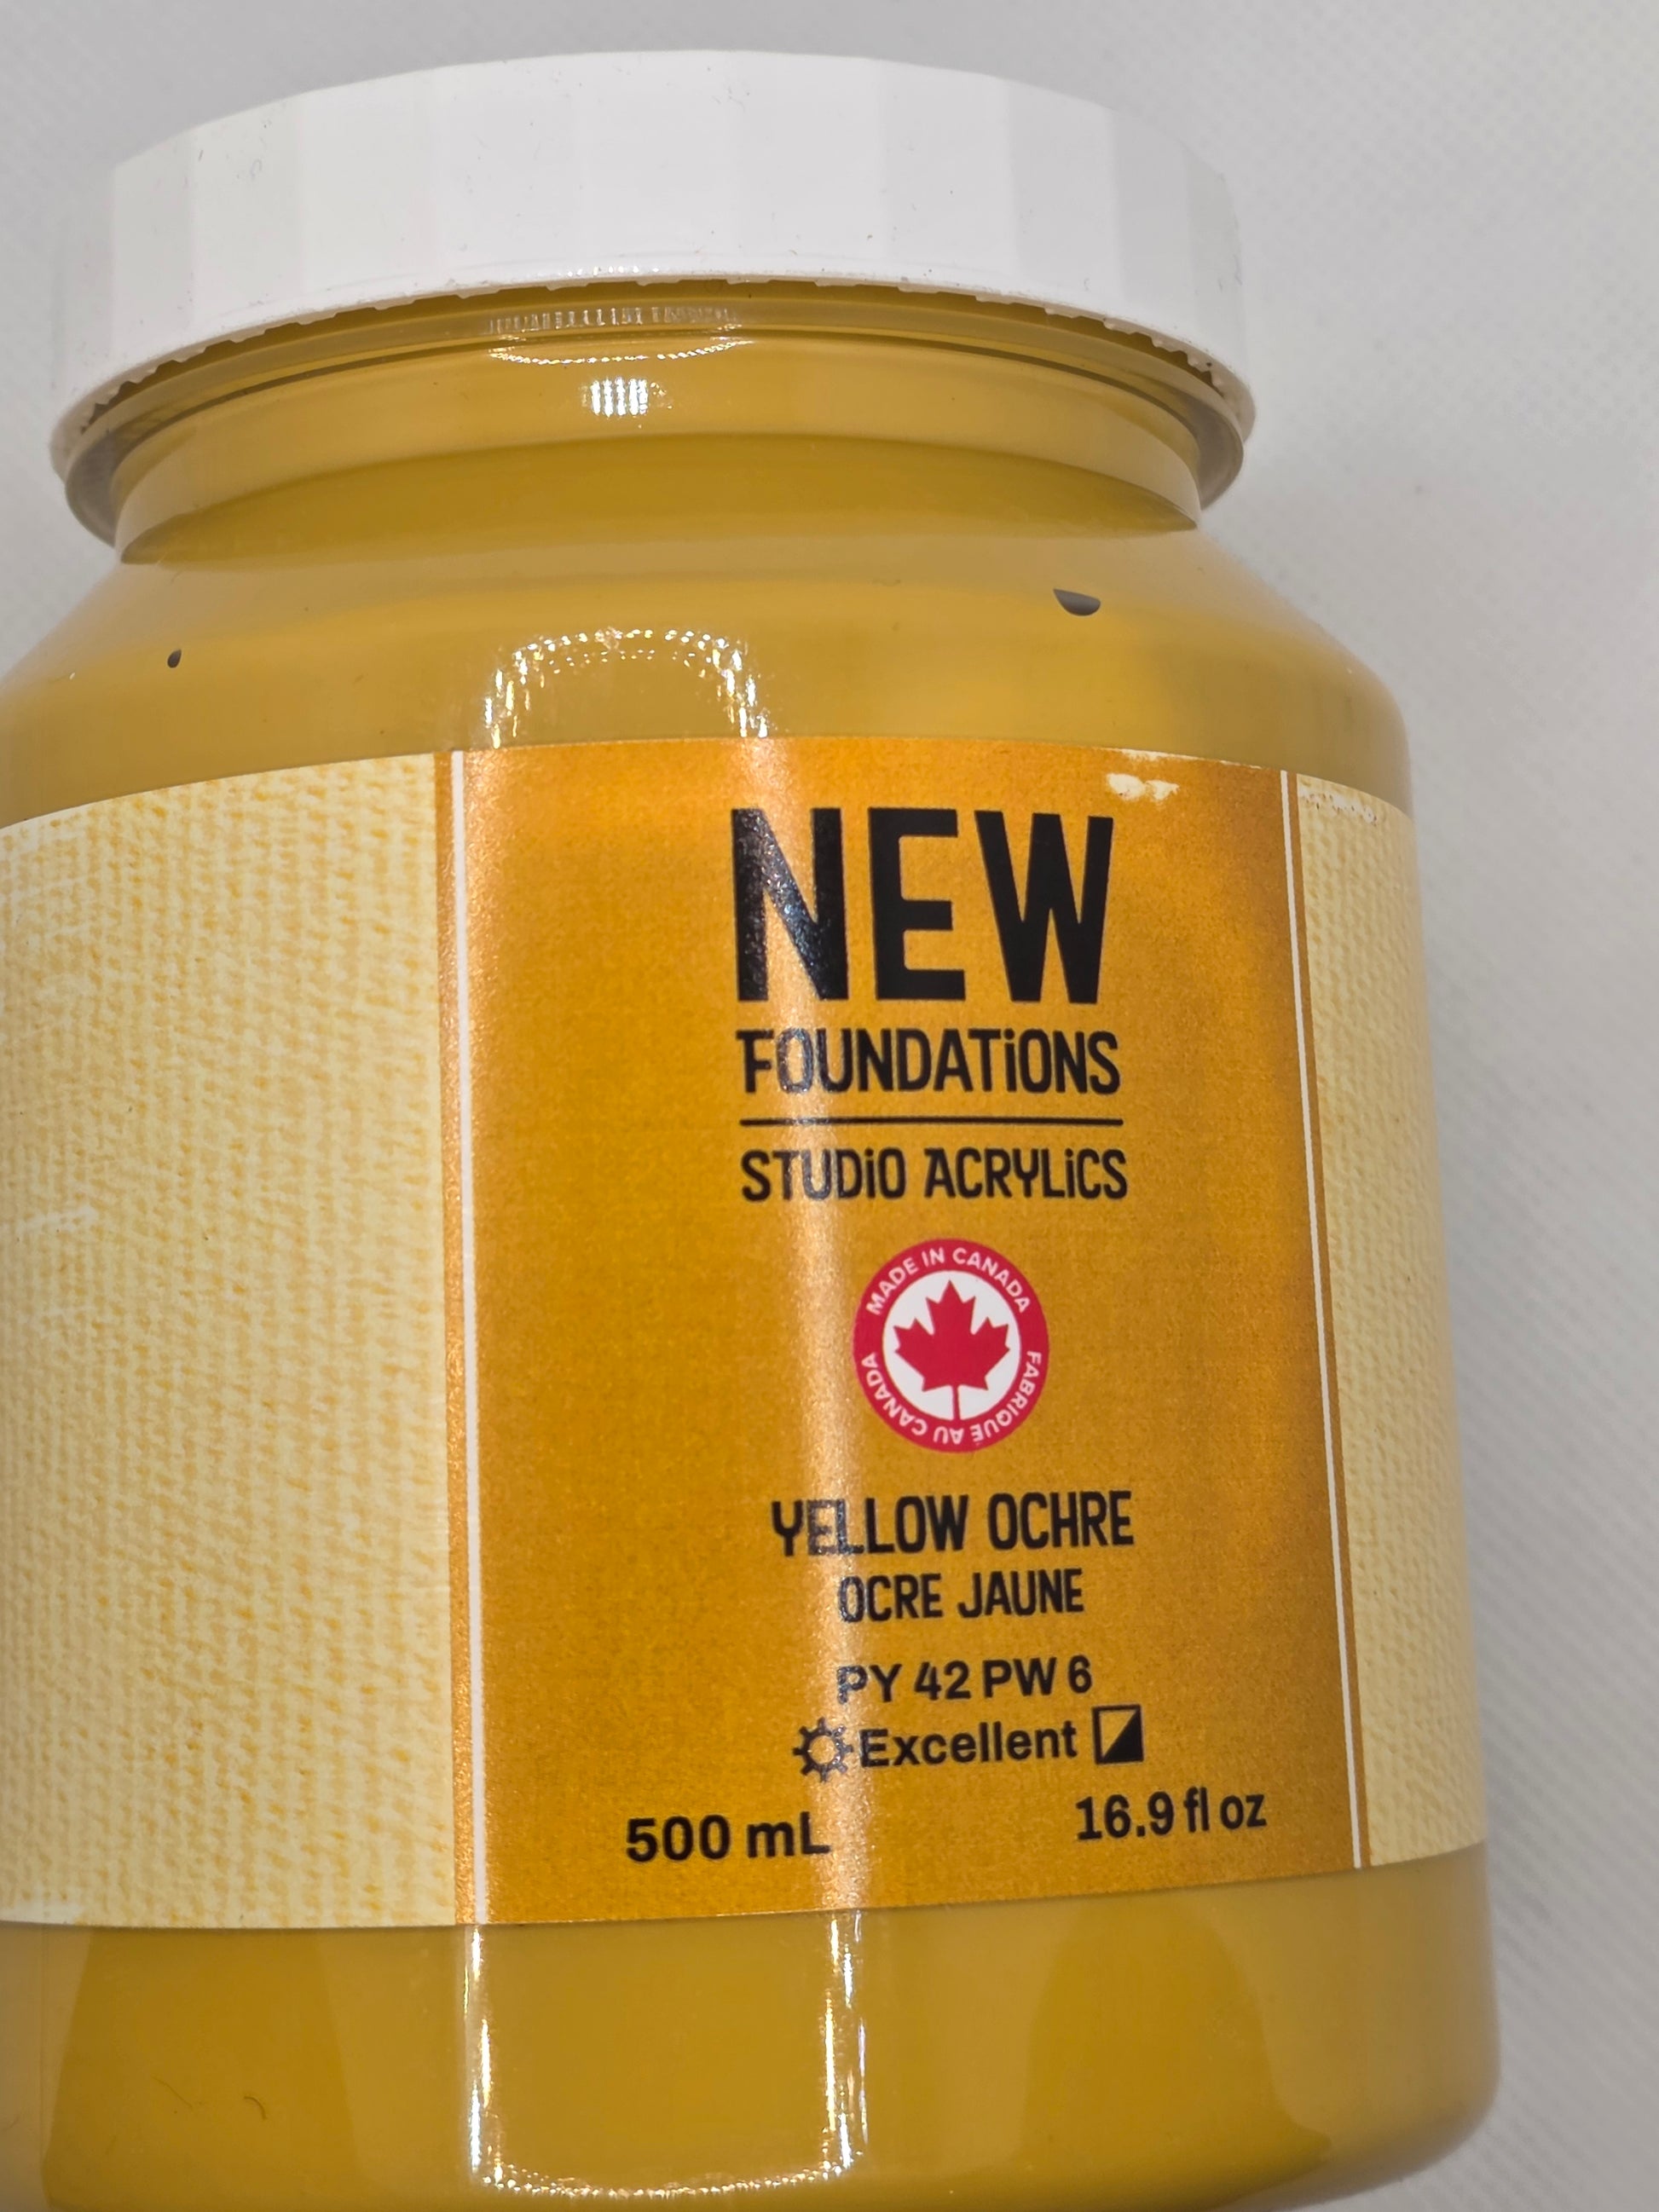 NEW
FOUNDATiONS
STUDiO ACRYLiCS
MADE IN CANADA
FABRIQUÉ AU CANADA
YELLOW OCHRE
OCRE JAUNE
PY 42 PW 6
Excellent
500 mL 16.9 fl oz